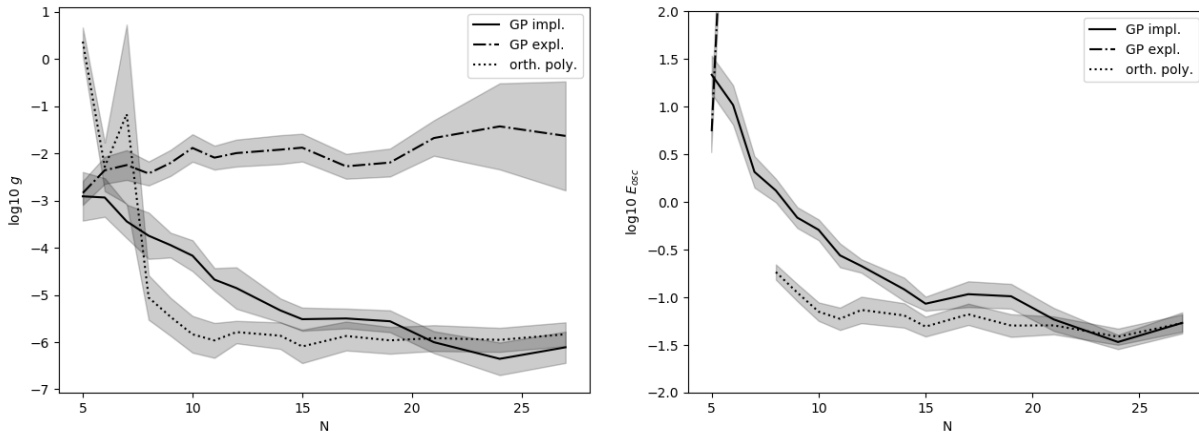 1
0
−1
−2
−3
−4
−5
−6
−7
log10 g
5
10
15
20
25
N
GP impl.
GP expl.
orth. poly.
2.0
1.5
1.0
0.5
0.0
−0.5
−1.0
−1.5
−2.0
log10 E_osc
5
10
15
20
25
N
GP impl.
GP expl.
orth. poly.